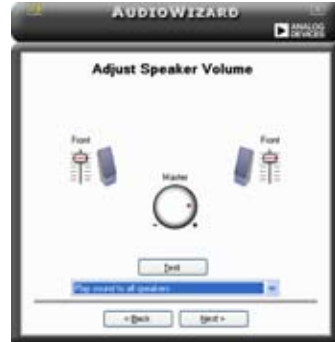 AUDIOWIZARD
ANALOG
DEVICES
Adjust Speaker Volume
Front Front
Master
- +
Test
Play sound to all speakers
< Back Next >